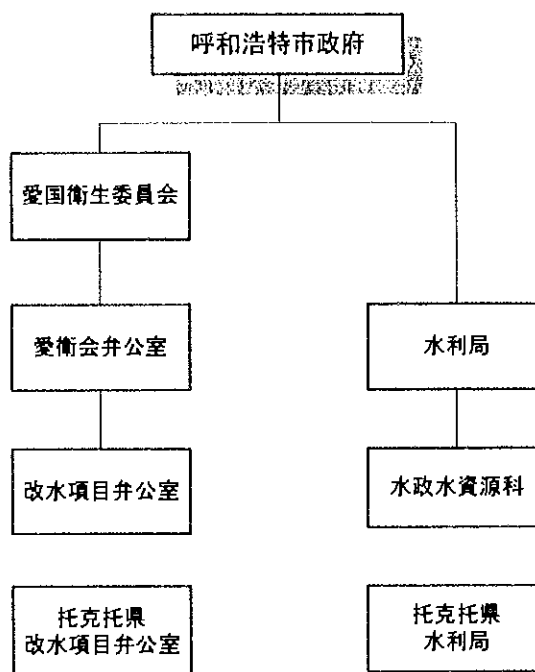 呼和浩特市政府
愛国衛生委員会
愛衛会弁公室
水利局
改水項目弁公室
水政水資源科
托克托県
改水項目弁公室
托克托県
水利局